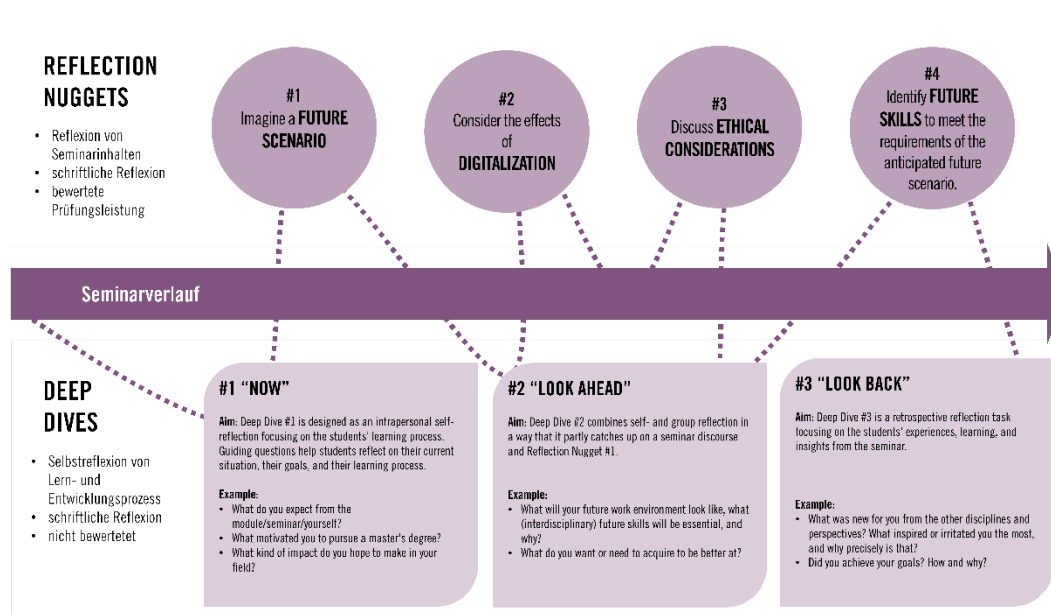 REFLECTION
NUGGETS
• Reflexion von
Seminarinhalten
• schriftliche Reflexion
• bewertete
Prüfungsleistung
#1
Imagine a FUTURE
SCENARIO
#2
Consider the effects
of
DIGITALIZATION
#3
Discuss ETHICAL
CONSIDERATIONS
#4
Identify FUTURE
SKILLS to meet the
requirements of the
anticipated future
scenario.
Seminarverlauf
DEEP
DIVES
• Selbstreflexion von
Lern- und
Entwicklungsprozess
• schriftliche Reflexion
• nicht bewertetet
#1 “NOW”
Aim: Deep Dive #1 is designed as an intrapersonal self-
reflection focusing on the students' learning process.
Guiding questions help students reflect on their current
situation, their goals, and their learning process.
Example:
• What do you expect from the
module/seminar/yourself?
• What motivated you to pursue a master's degree?
• What kind of impact do you hope to make in your
field?
#2 “LOOK AHEAD”
Aim: Deep Dive #2 combines self- and group reflection in
a way that it partly catches up on a seminar discourse
and Reflection Nugget #1.
Example:
• What will your future work environment look like, what
(interdisciplinary) future skills will be essential, and
why?
• What do you want or need to acquire to be better at?
#3 “LOOK BACK”
Aim: Deep Dive #3 is a retrospective reflection task
focusing on the students' experiences, learning, and
insights from the seminar.
Example:
• What was new for you from the other disciplines and
perspectives? What inspired or irritated you the most,
and why precisely is that?
• Did you achieve your goals? How and why?